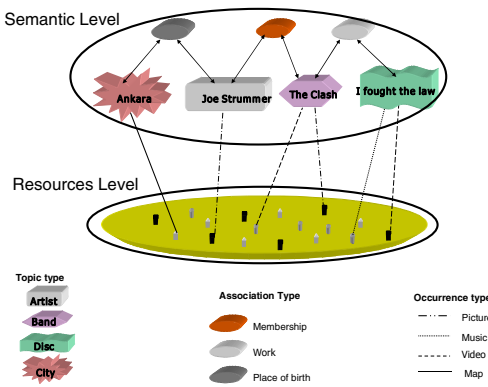 Semantic Level
Ankara
Joe Strummer
The Clash
I fought the law
Resources Level
Topic type
Artist
Band
Disc
City
Association Type
Membership
Work
Place of birth
Occurrence type
Picture
Music
Video
Map